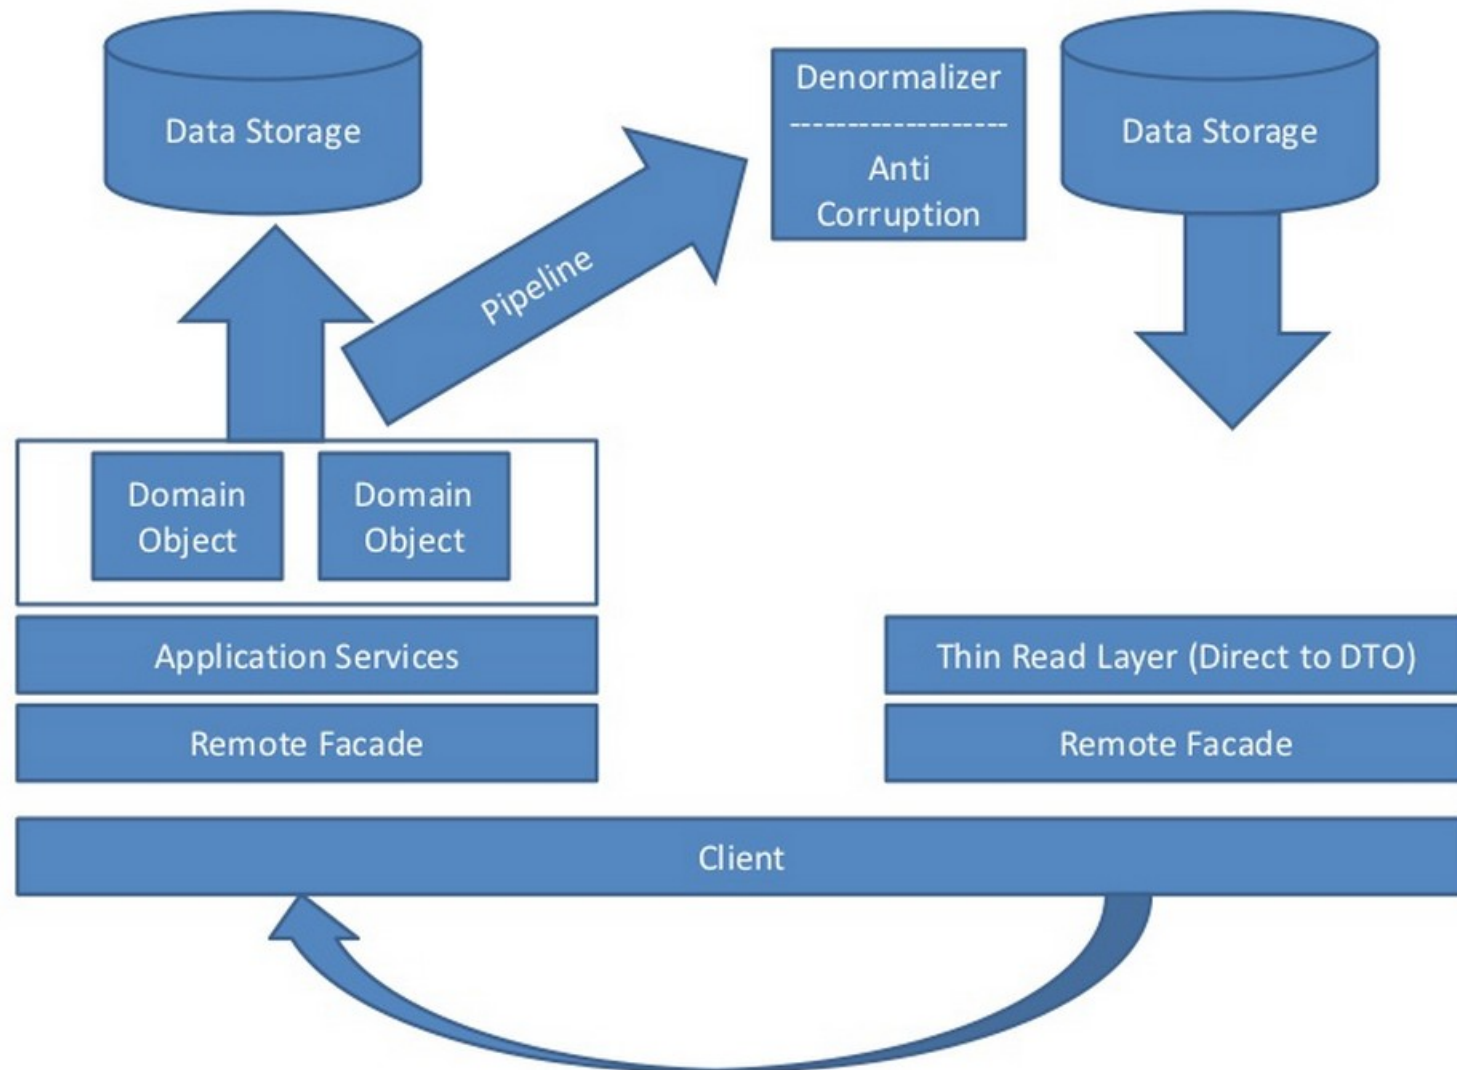 Data Storage
Denormalizer
-------------------
Anti
Corruption
Data Storage
Pipeline
Domain
Object
Domain
Object
Application Services
Thin Read Layer (Direct to DTO)
Remote Facade
Remote Facade
Client